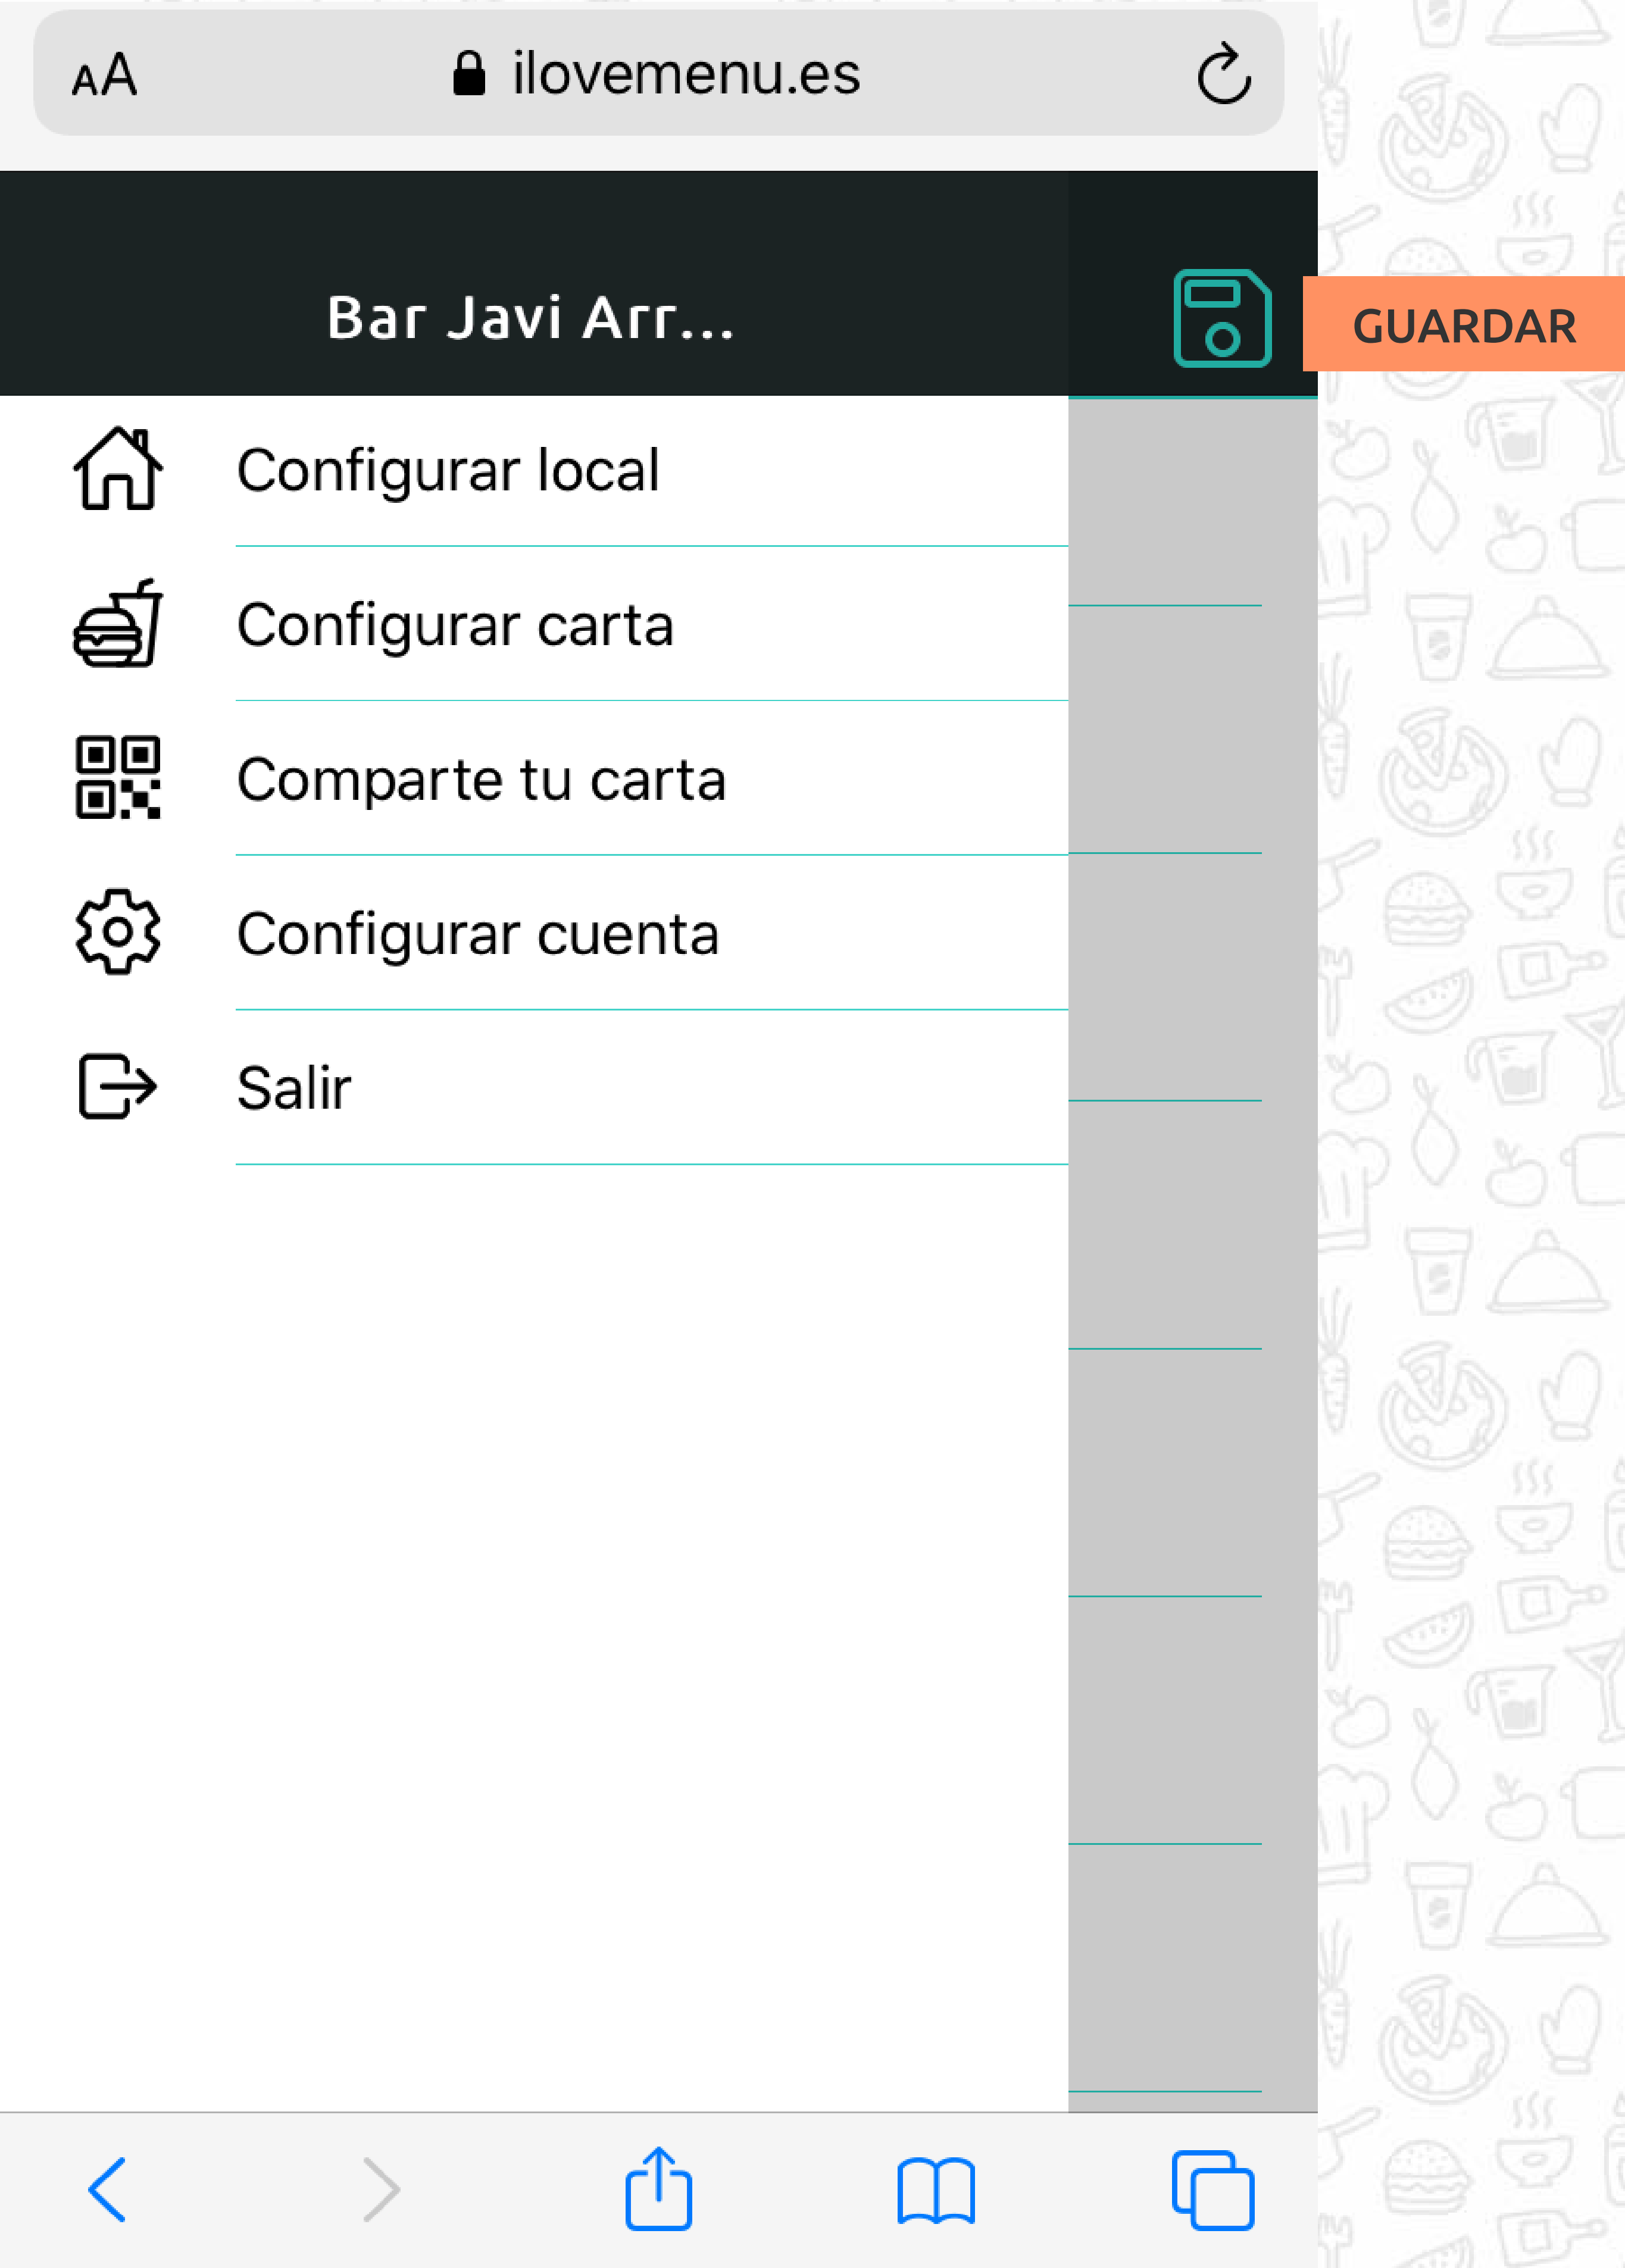 AA
ilovemenu.es
Bar Javi Arr...
GUARDAR
Configurar local
Configurar carta
Comparte tu carta
Configurar cuenta
Salir